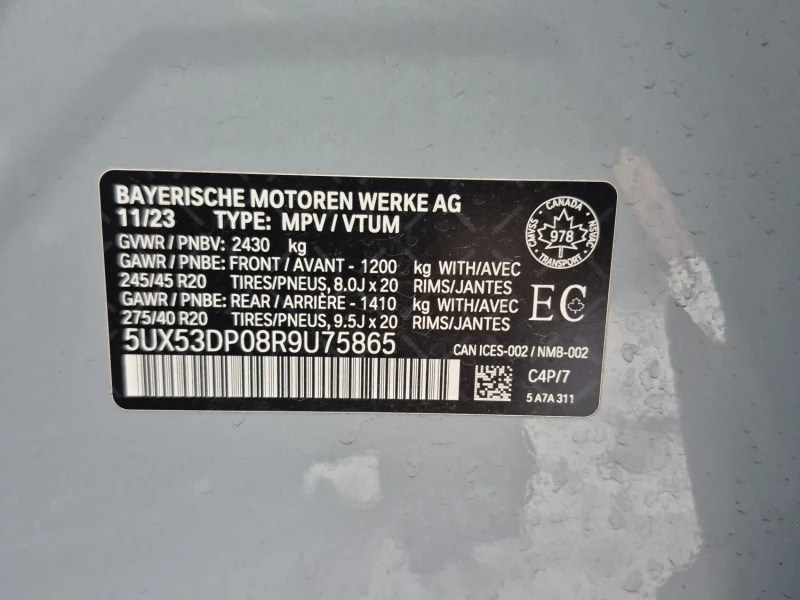 BAYERISCHE MOTOREN WERKE AG
11/23 TYPE: MPV / VTUM
GVWR / PNBV: 2430 kg
GAWR / PNBE: FRONT / AVANT - 1200 kg WITH/AVEC
245/45 R20 TIRES/PNEUS, 8.0J x 20 RIMS/JANTES
GAWR / PNBE: REAR / ARRIÈRE - 1410 kg WITH/AVEC
275/40 R20 TIRES/PNEUS, 9.5J x 20 RIMS/JANTES
5UX53DP08R9U75865
CANADA
CMVSS
978
NSVAC
TRANSPORT
EC
CAN ICES-002 / NMB-002
C4P/7
5 A7A 311